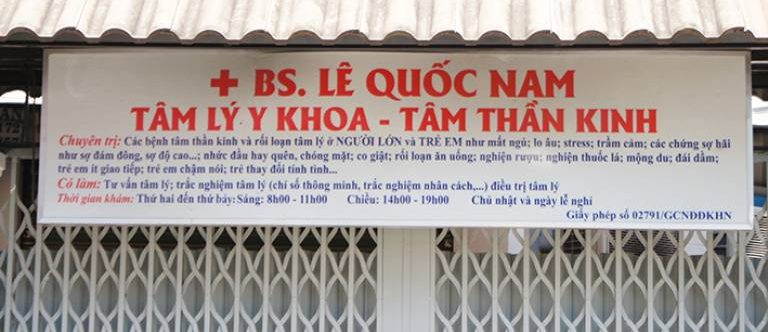 + BS. LÊ QUỐC NAM
TÂM LÝ Y KHOA - TÂM THẦN KINH
Chuyên trị: Các bệnh tâm thần kinh và rối loạn tâm lý ở NGƯỜI LỚN và TRẺ EM như mất ngủ; lo âu; stress; trầm cảm; các chứng sợ hãi
như sợ đám đông, sợ độ cao...; nhức đầu hay quên, chóng mặt; co giật; rối loạn ăn uống; nghiện rượu; nghiện thuốc lá; mộng du; đái dầm;
trẻ em ít giao tiếp; trẻ em chậm nói; trẻ thay đổi tính tình...
Có làm: Tư vấn tâm lý; trắc nghiệm tâm lý (chỉ số thông minh, trắc nghiệm nhân cách,...) điều trị tâm lý
Thời gian khám: Thứ hai đến thứ bảy: Sáng: 8h00 - 11h00 Chiều: 14h00 - 19h00 Chủ nhật và ngày lễ nghỉ
Giấy phép số 02791/GCNĐĐKHN